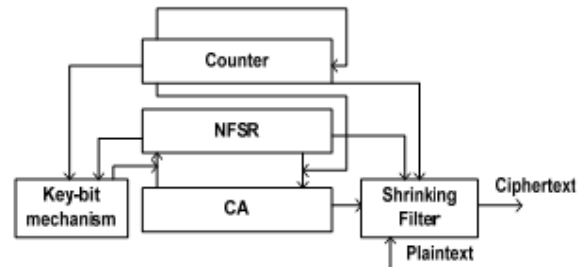 Counter
NFSR
Key-bit
mechanism
CA
Shrinking
Filter
Ciphertext
Plaintext